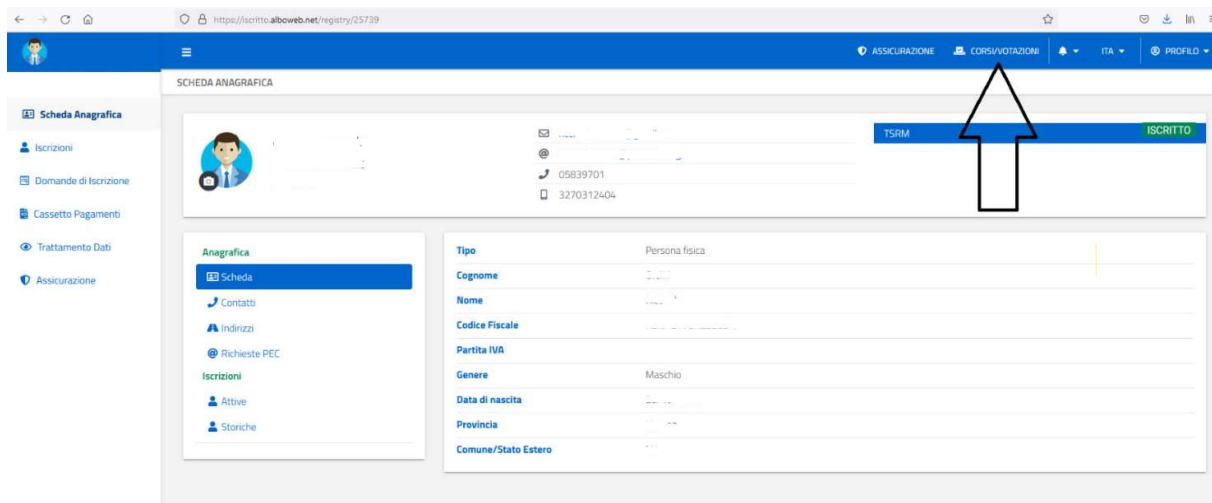 https://iscritto.alboweb.net/registry/25739
ASSICURAZIONE CORSI/VOTAZIONI ITA PROFILO
SCHEDA ANAGRAFICA
Scheda Anagrafica
Iscrizioni
Domande di Iscrizione
Cassetto Pagamenti
Trattamento Dati
Assicurazione
05839701
3270312404
TSRM ISCRITTO
Anagrafica
Scheda
Contatti
Indirizzi
@ Richieste PEC
Iscrizioni
Attive
Storiche
Tipo Persona fisica
Cognome
Nome
Codice Fiscale
Partita IVA
Genere Maschio
Data di nascita
Provincia
Comune/Stato Estero